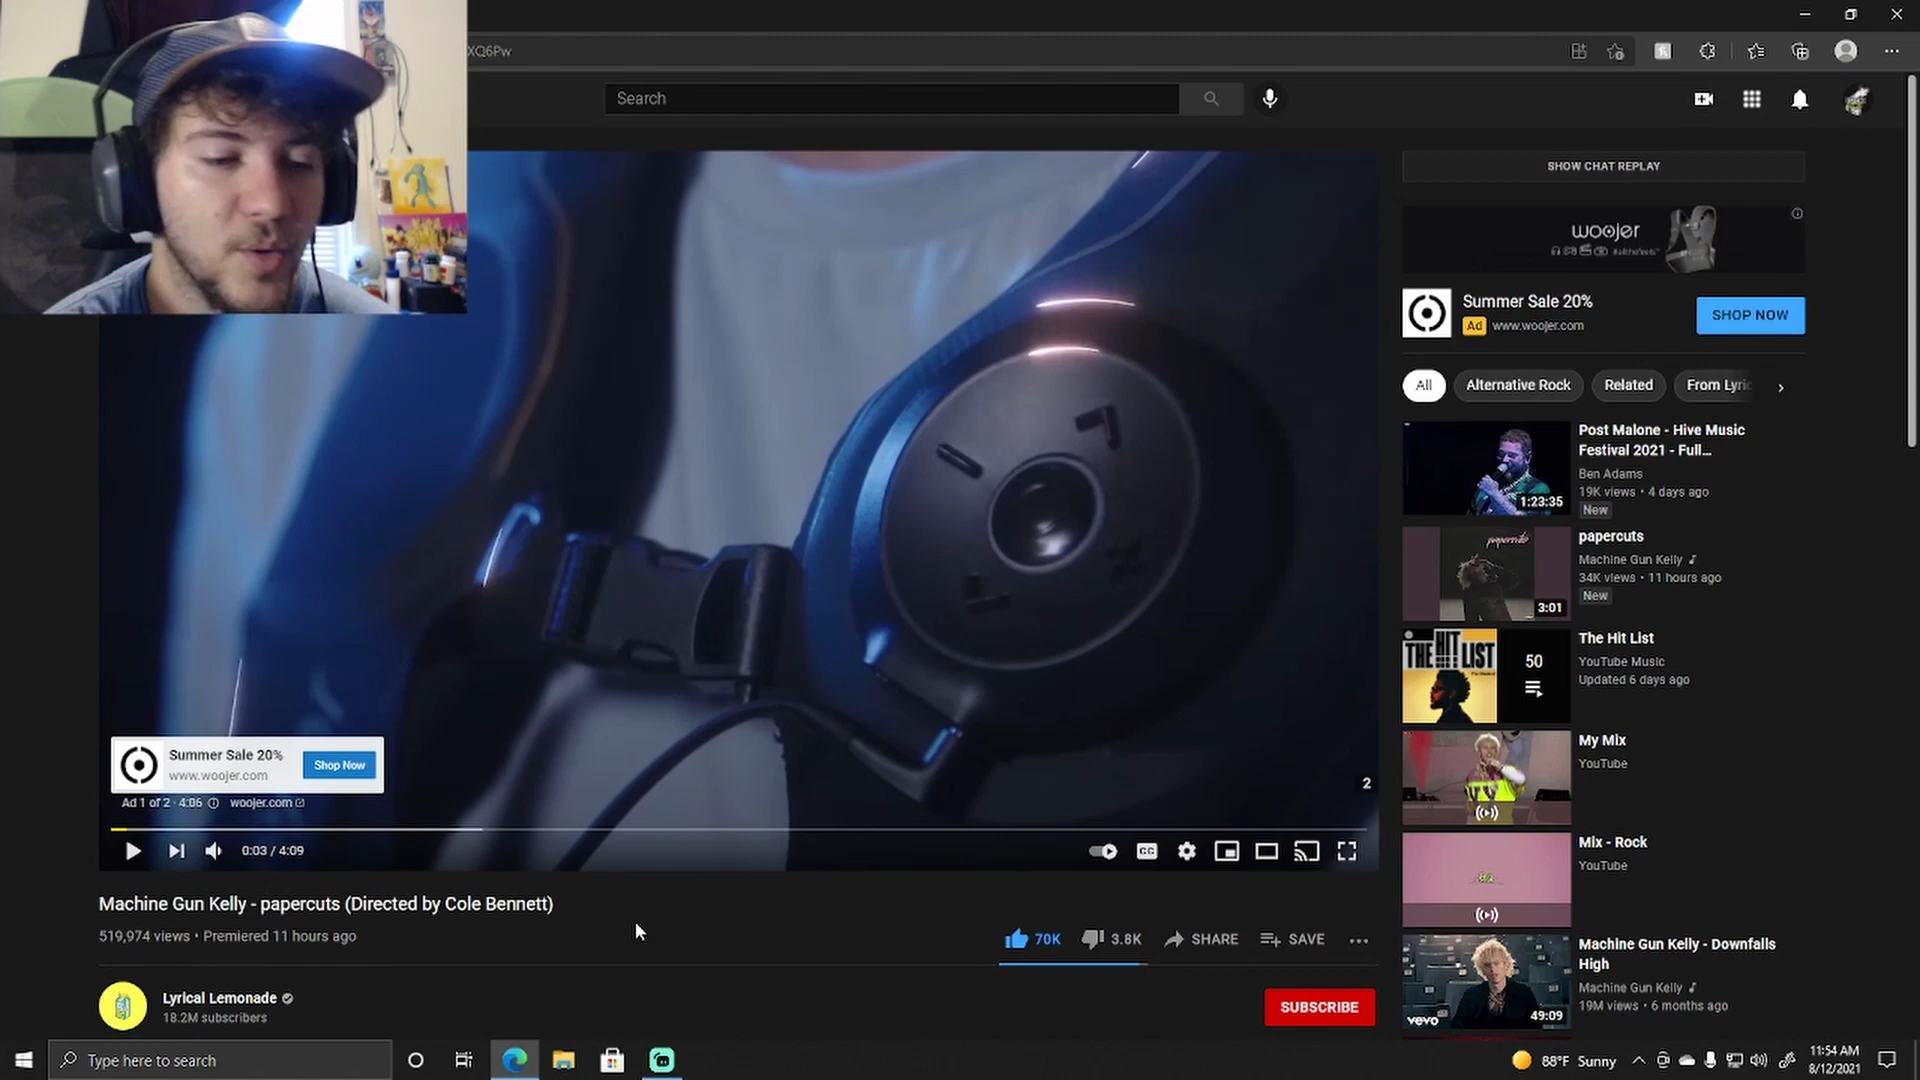 XQ6Pw
Search
SHOW CHAT REPLAY
woojer
Summer Sale 20%
Ad www.woojer.com
SHOP NOW
All Alternative Rock Related From Lyric
Post Malone - Hive Music
Festival 2021 - Full...
Ben Adams
19K views • 4 days ago
New
1:23:35
papercuts
papercuts
Machine Gun Kelly
34K views • 11 hours ago
New
3:01
THE HIT LIST
50
The Hit List
YouTube Music
Updated 6 days ago
My Mix
YouTube
Mix - Rock
YouTube
Machine Gun Kelly - Downfalls
High
Machine Gun Kelly
19M views • 6 months ago
vevo
49:09
Summer Sale 20%
www.woojer.com
Shop Now
Ad 1 of 2 · 4:06 woojer.com
2
0:03 / 4:09
CC
Machine Gun Kelly - papercuts (Directed by Cole Bennett)
519,974 views • Premiered 11 hours ago
70K 3.8K SHARE SAVE
Lyrical Lemonade
18.2M subscribers
SUBSCRIBE
Type here to search
88°F Sunny
11:54 AM
8/12/2021